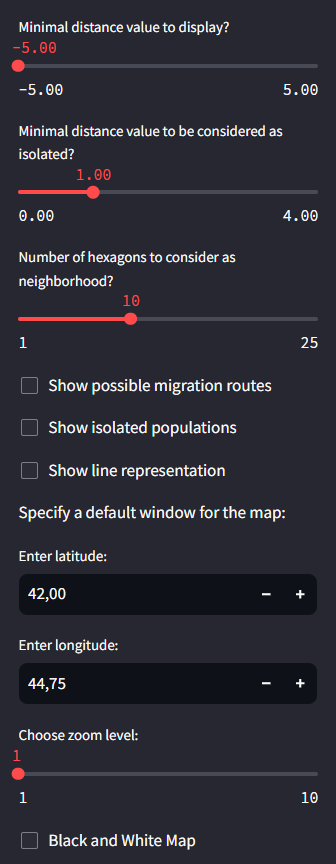 Minimal distance value to display?
-5.00
-5.00 5.00
Minimal distance value to be considered as
isolated?
1.00
0.00 4.00
Number of hexagons to consider as
neighborhood?
10
1 25
Show possible migration routes
Show isolated populations
Show line representation
Specify a default window for the map:
Enter latitude:
42,00 − +
Enter longitude:
44,75 − +
Choose zoom level:
1
1 10
Black and White Map